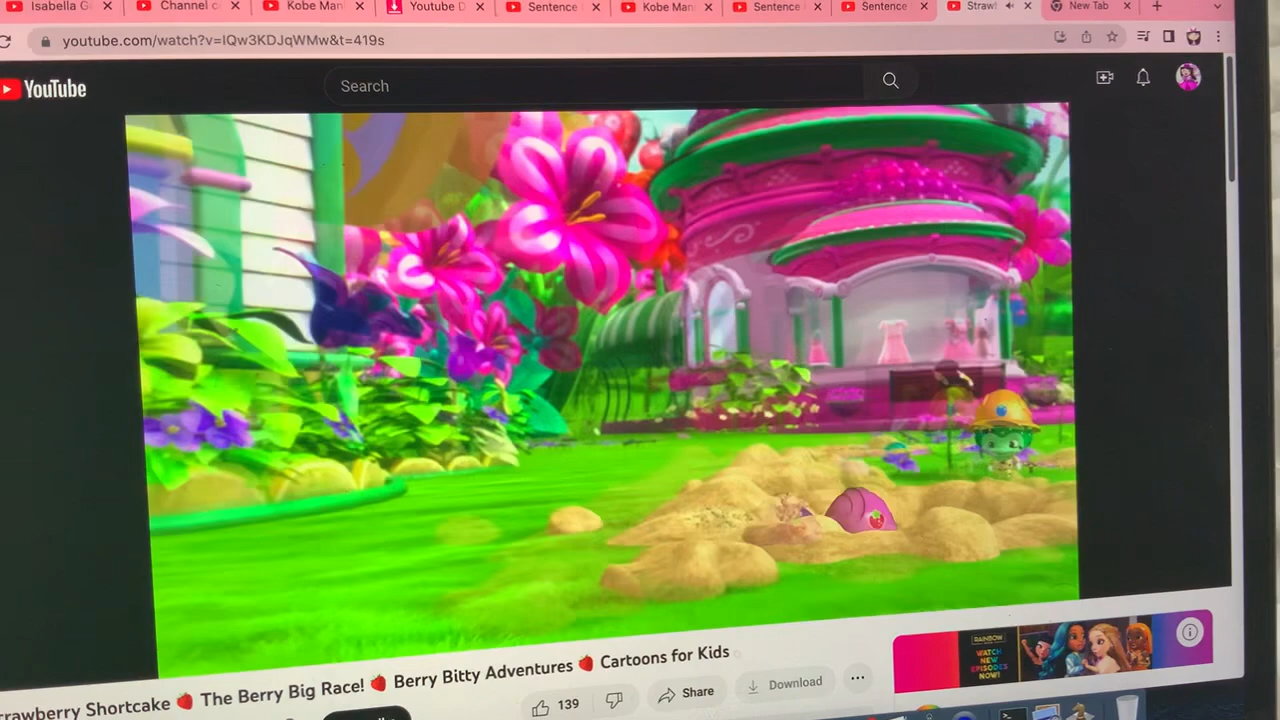 Isabella G
Channel c
Kobe Man
Youtube D
Sentence
Kobe Man
Sentence
Sentence
Straw
New Tab
youtube.com/watch?v=IQw3KDJqWMw&t=419s
YouTube
Search
rawberry Shortcake 🍓 The Berry Big Race! 🍓 Berry Bitty Adventures 🍓 Cartoons for Kids
139
Share
Download
RAINBOW
WATCH
NEW
EPISODES
NOW!